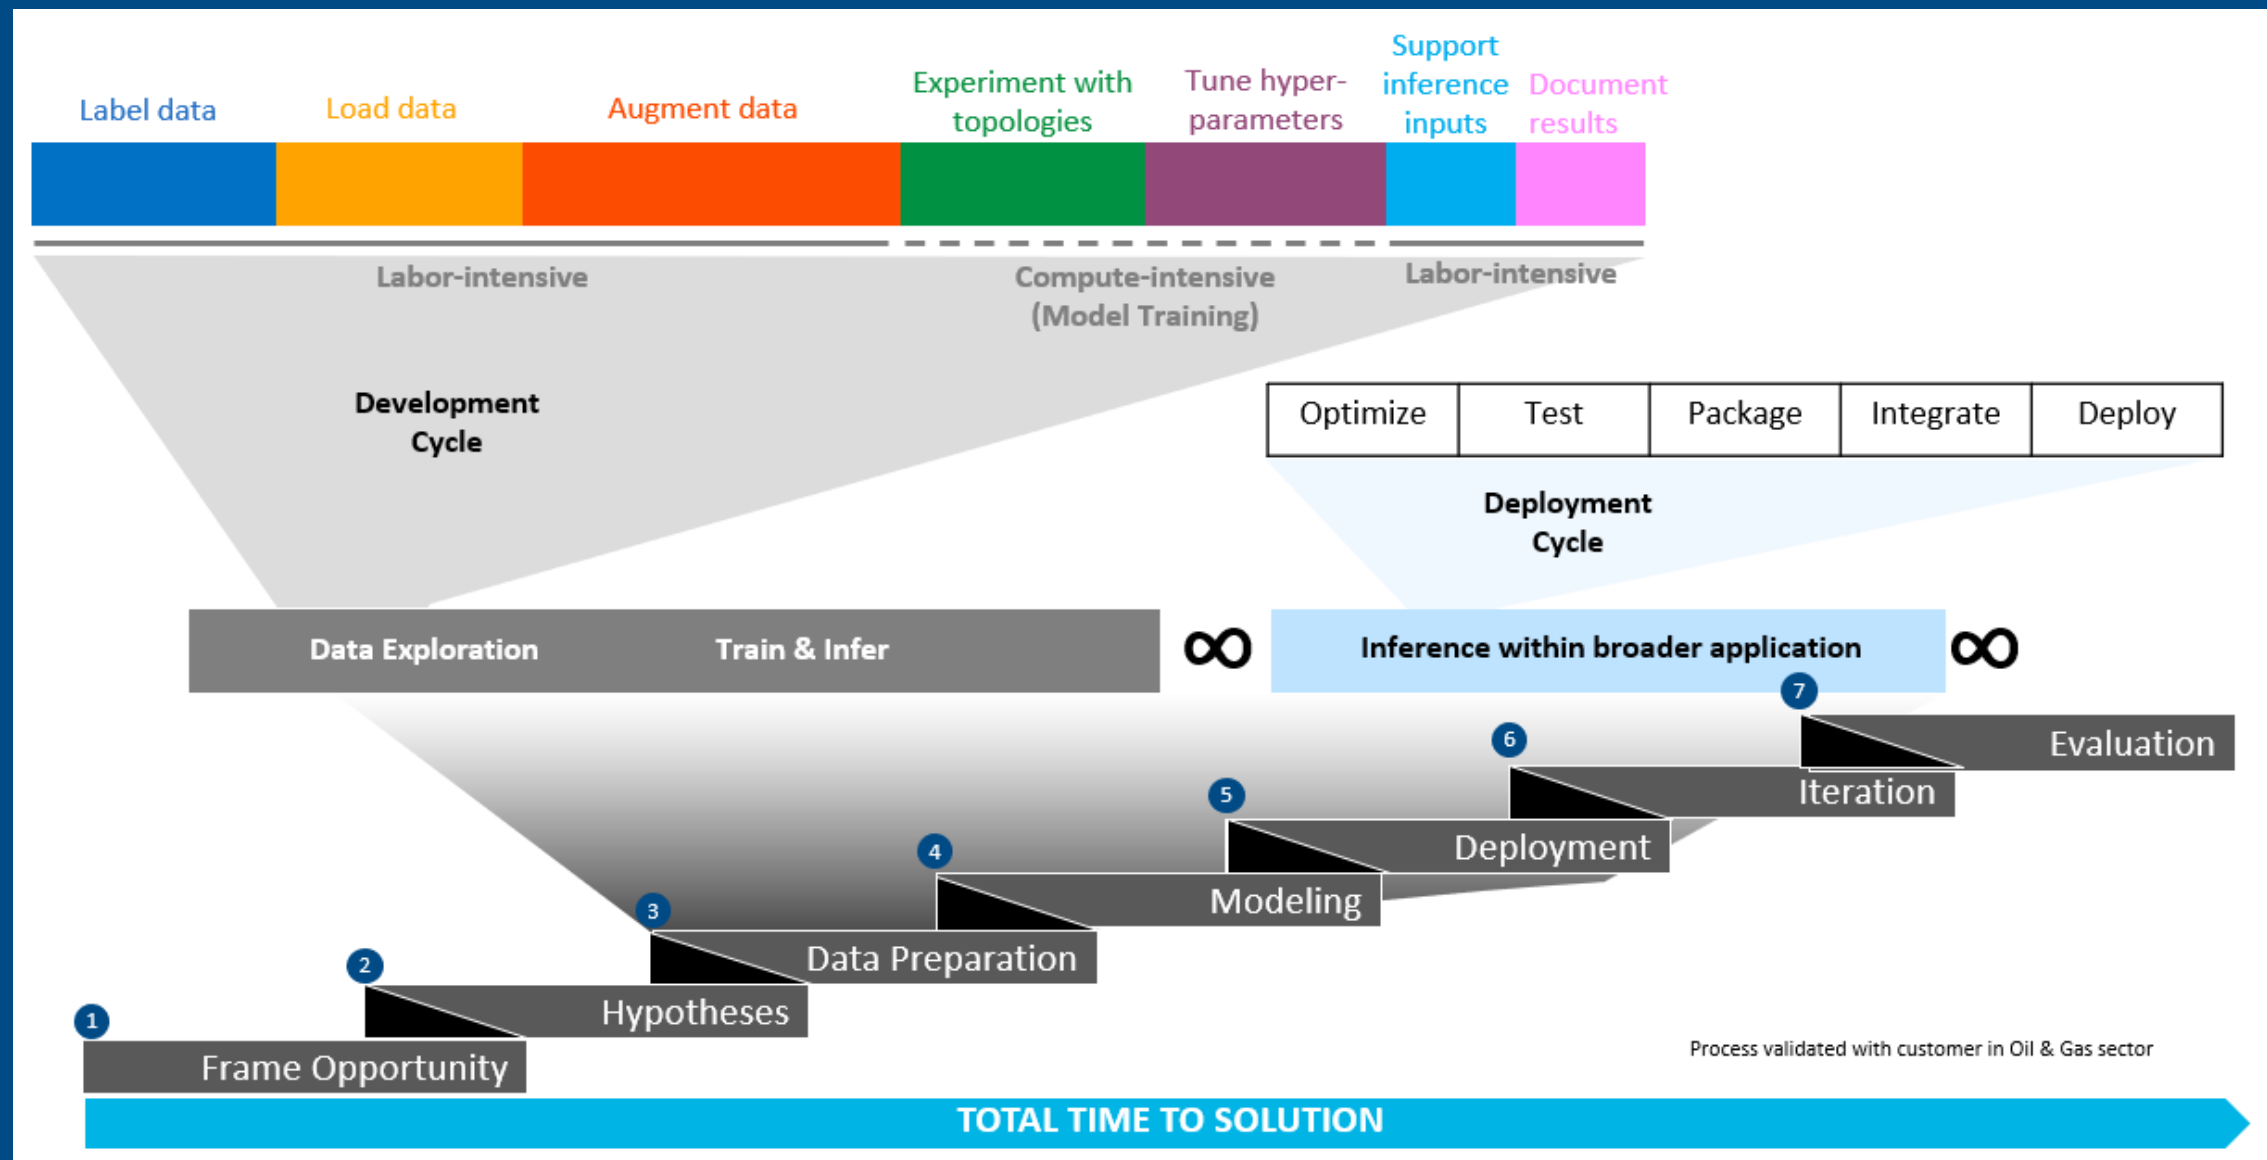 Label data
Load data
Augment data
Experiment with
topologies
Tune hyper-
parameters
Support
inference
inputs
Document
results
Labor-intensive
Compute-intensive
(Model Training)
Labor-intensive
Development
Cycle
Optimize
Test
Package
Integrate
Deploy
Deployment
Cycle
Data Exploration
Train & Infer
∞
Inference within broader application
∞
7
Evaluation
6
Iteration
5
Deployment
4
Modeling
3
Data Preparation
2
Hypotheses
1
Frame Opportunity
Process validated with customer in Oil & Gas sector
TOTAL TIME TO SOLUTION